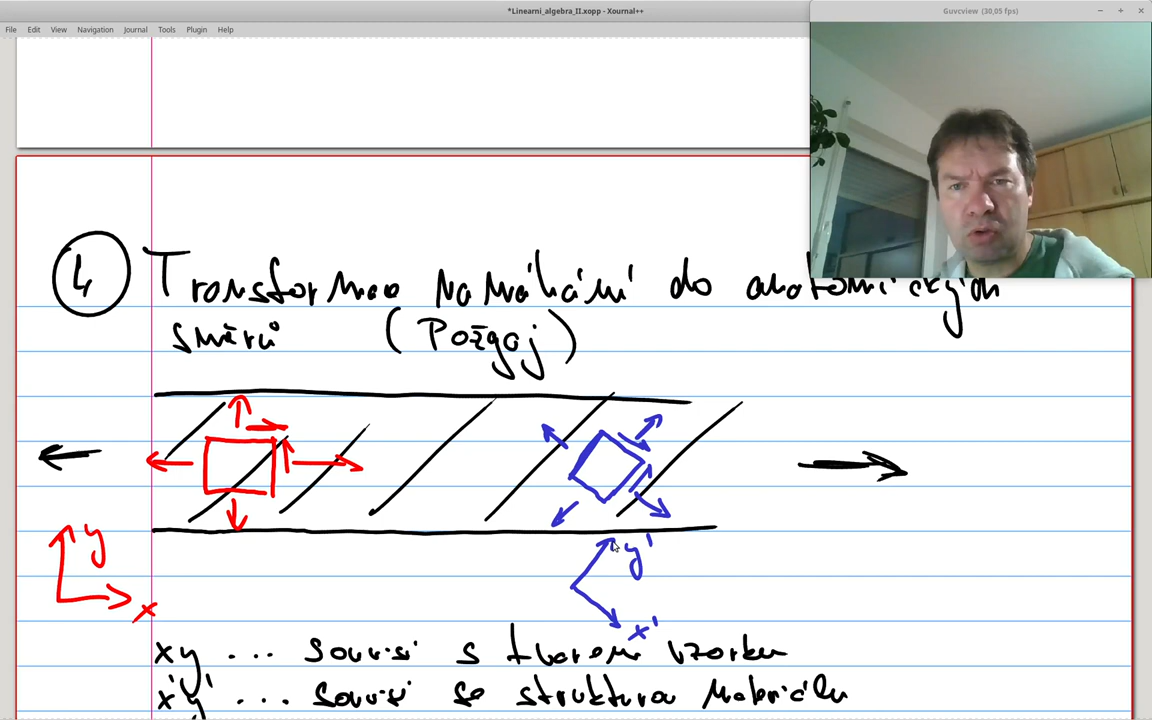 *Linearni_algebra_II.xopp - Xournal++
Guvcview (30,05 fps)
File Edit View Navigation Journal Tools Plugin Help
4 Transformace namáhání do anatomických
směrů (Požgaj)
y
x
y'
x'
xy ... souvisí s tvarem vzorku
x'y' ... souvisí se strukturou materiálu